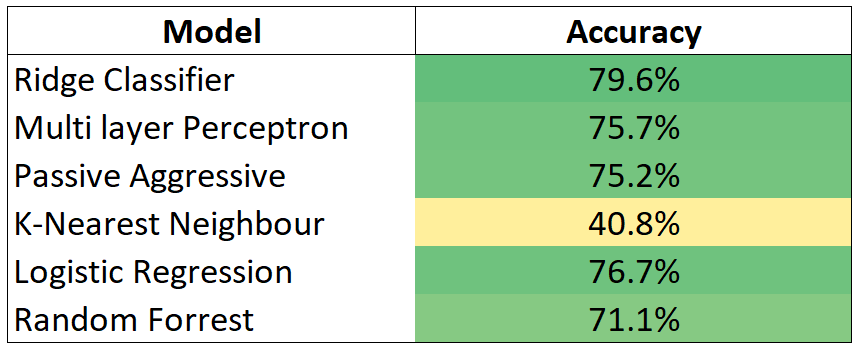 Model Accuracy
Ridge Classifier 79.6%
Multi layer Perceptron 75.7%
Passive Aggressive 75.2%
K-Nearest Neighbour 40.8%
Logistic Regression 76.7%
Random Forrest 71.1%